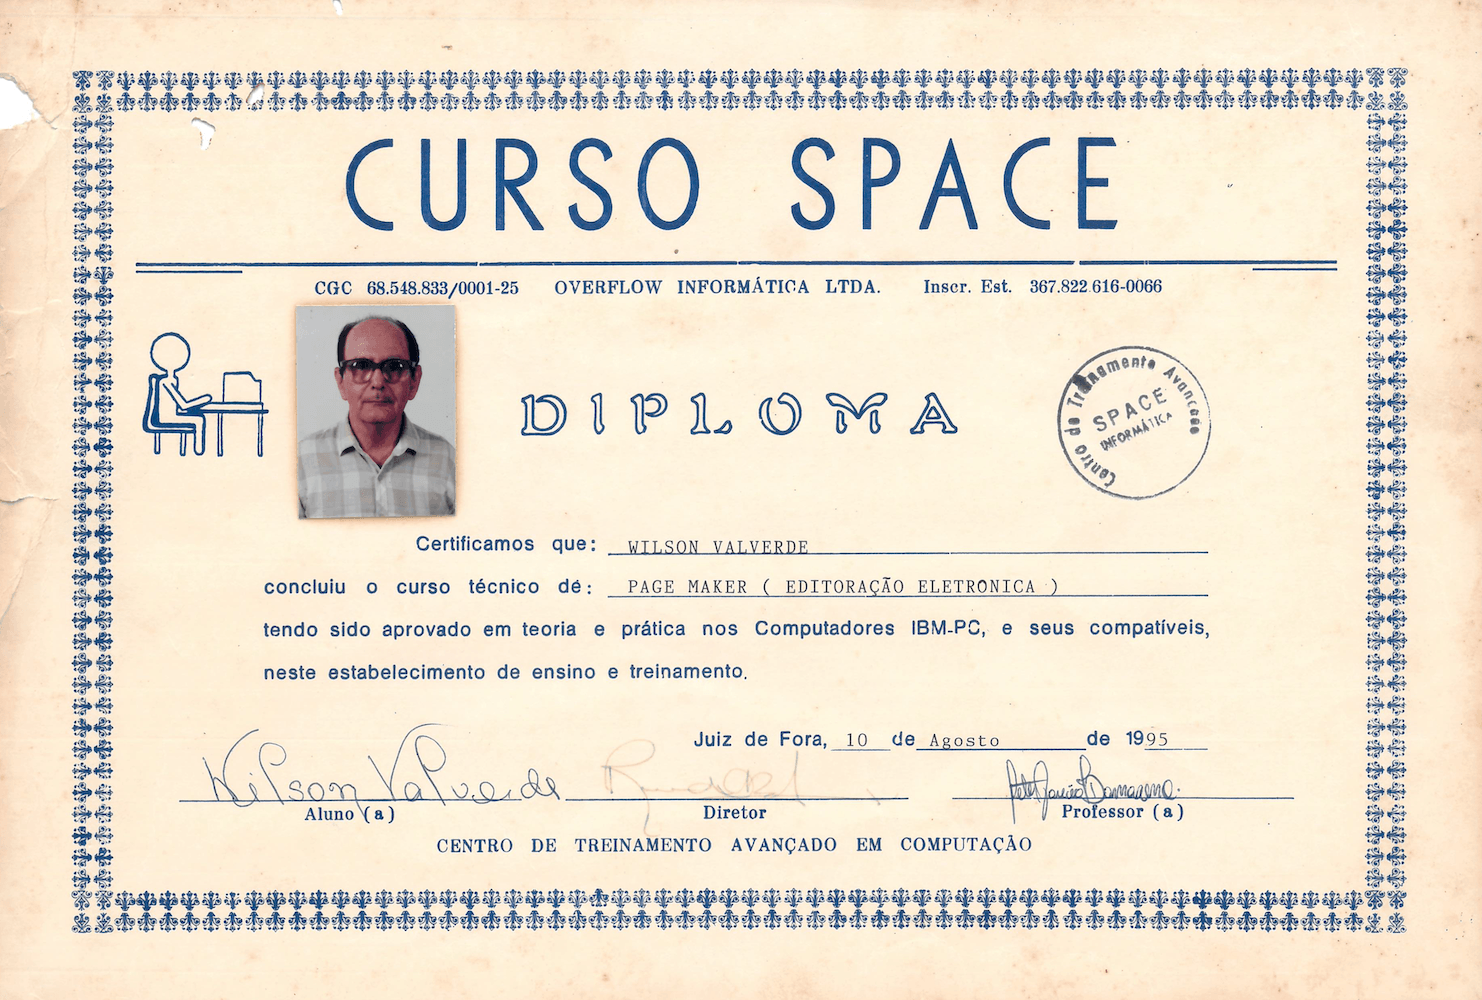 CURSO SPACE
CGC 68.548.833/0001-25 OVERFLOW INFORMÁTICA LTDA. Inscr. Est. 367.822.616-0066
DIPLOMA
Centro de Treinamento Avancado
SPACE
INFORMÁTICA
Certificamos que: WILSON VALVERDE
concluiu o curso técnico de: PAGE MAKER ( EDITORAÇÃO ELETRÔNICA )
tendo sido aprovado em teoria e prática nos Computadores IBM-PC, e seus compatíveis,
neste estabelecimento de ensino e treinamento.
Juiz de Fora, 10 de Agosto de 1995
Wilson Valverde
Aluno (a) Diretor Professor (a)
CENTRO DE TREINAMENTO AVANÇADO EM COMPUTAÇÃO